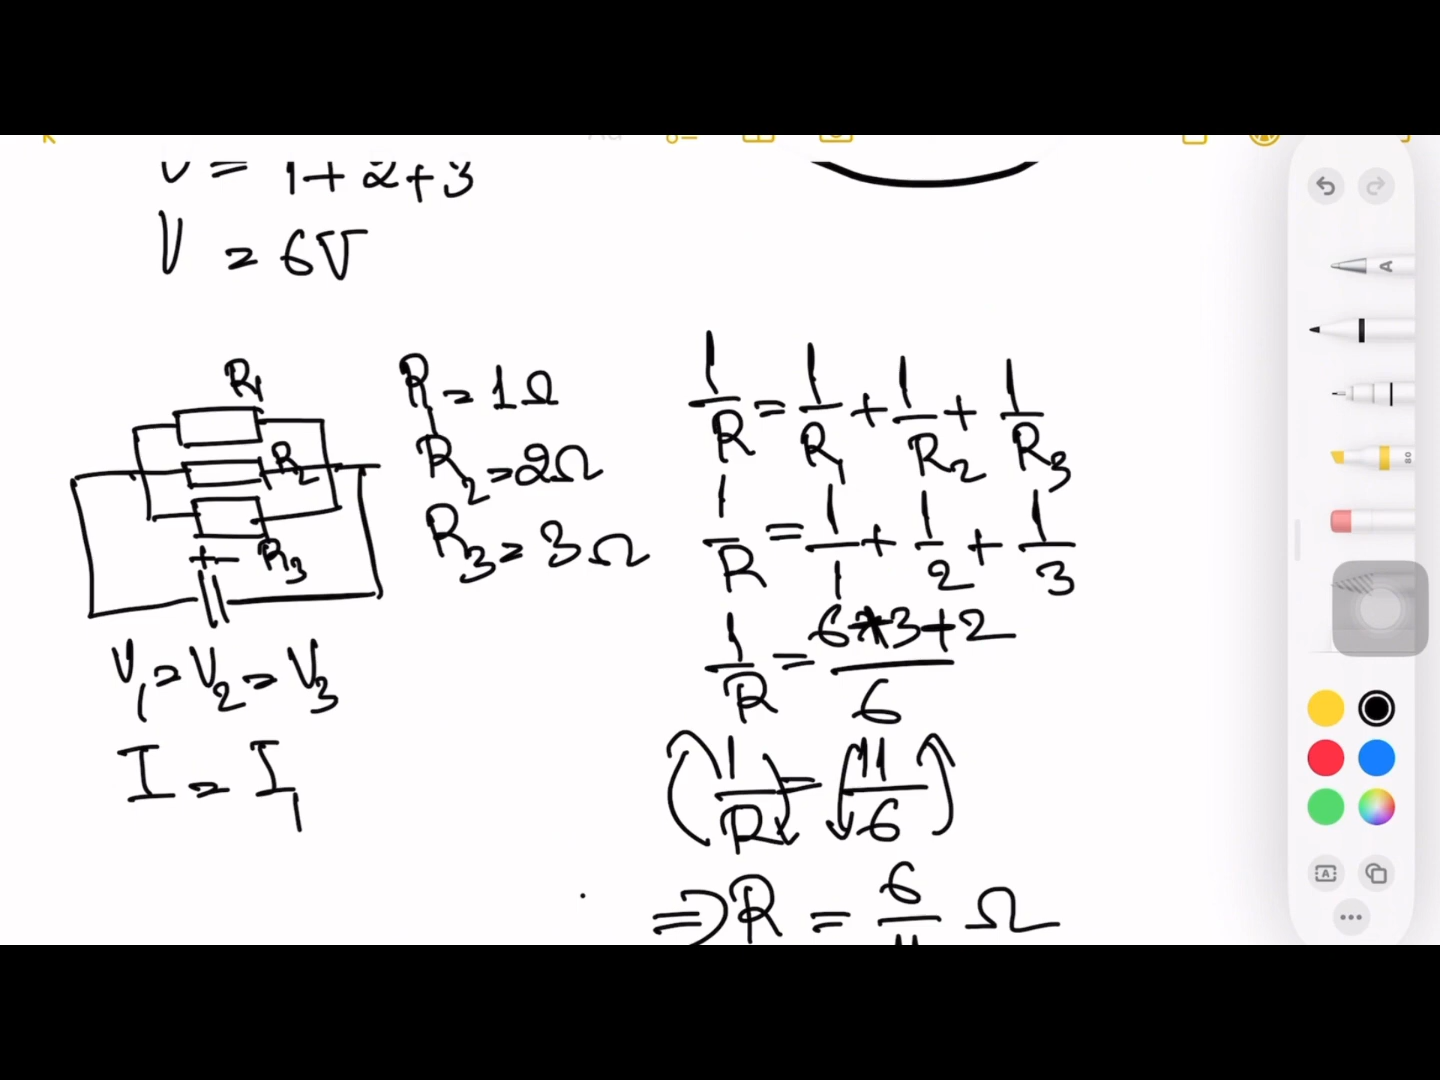 V = 1+2+3
V = 6V
R₁
R₂
R₃
+ −
R₁ = 1Ω
R₂ = 2Ω
R₃ = 3Ω
V₁ = V₂ = V₃
I = I₁
1/R = 1/R₁ + 1/R₂ + 1/R₃
1/R = 1/1 + 1/2 + 1/3
1/R = 6+3+2/6
(1/R) = (11/6)
⇒ R = 6/11 Ω